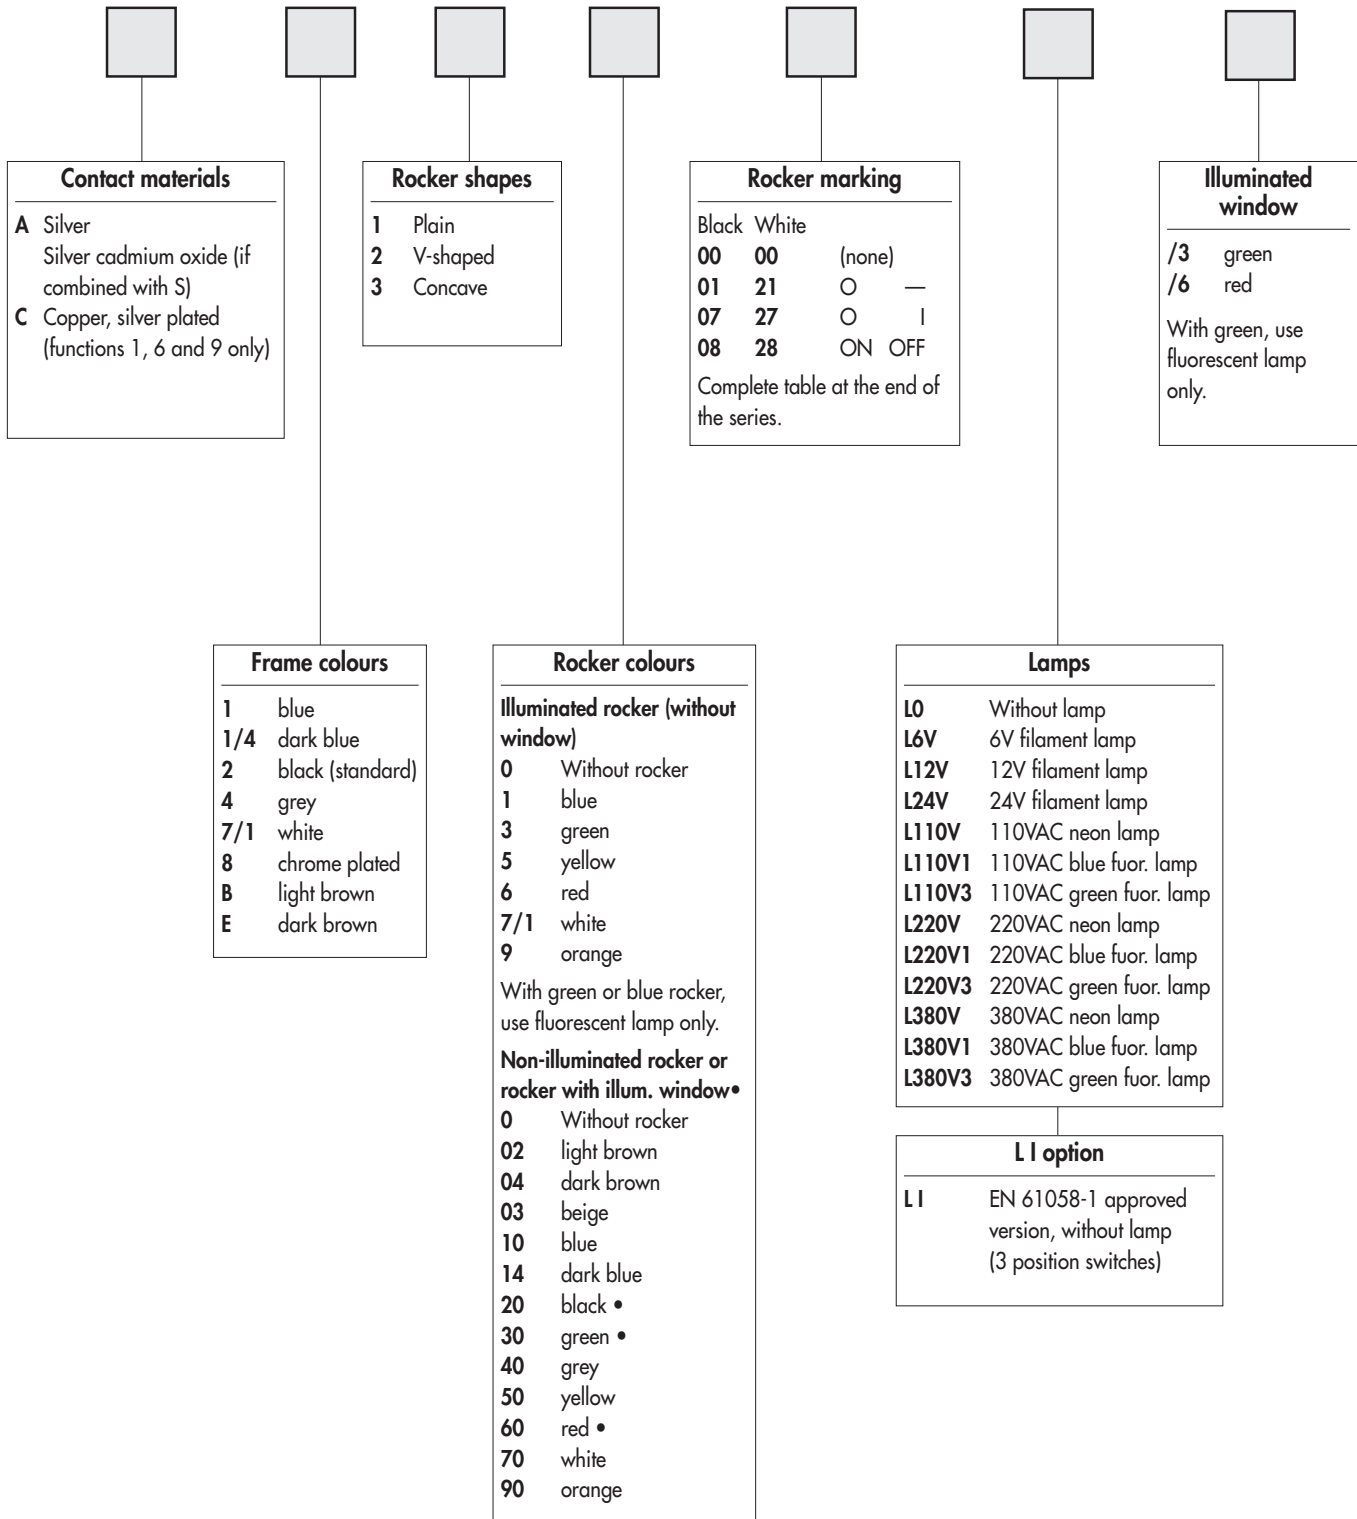 Contact materials
A Silver
Silver cadmium oxide (if
combined with S)
C Copper, silver plated
(functions 1, 6 and 9 only)
Rocker shapes
1 Plain
2 V-shaped
3 Concave
Rocker marking
Black White
00 00 (none)
01 21 O —
07 27 O I
08 28 ON OFF
Complete table at the end of
the series.
Illuminated
window
/3 green
/6 red
With green, use
fluorescent lamp
only.
Frame colours
1 blue
1/4 dark blue
2 black (standard)
4 grey
7/1 white
8 chrome plated
B light brown
E dark brown
Rocker colours
Illuminated rocker (without
window)
0 Without rocker
1 blue
3 green
5 yellow
6 red
7/1 white
9 orange
With green or blue rocker,
use fluorescent lamp only.
Non-illuminated rocker or
rocker with illum. window•
0 Without rocker
02 light brown
04 dark brown
03 beige
10 blue
14 dark blue
20 black •
30 green •
40 grey
50 yellow
60 red •
70 white
90 orange
Lamps
L0 Without lamp
L6V 6V filament lamp
L12V 12V filament lamp
L24V 24V filament lamp
L110V 110VAC neon lamp
L110V1 110VAC blue fuor. lamp
L110V3 110VAC green fuor. lamp
L220V 220VAC neon lamp
L220V1 220VAC blue fuor. lamp
L220V3 220VAC green fuor. lamp
L380V 380VAC neon lamp
L380V1 380VAC blue fuor. lamp
L380V3 380VAC green fuor. lamp
L I option
L I EN 61058-1 approved
version, without lamp
(3 position switches)